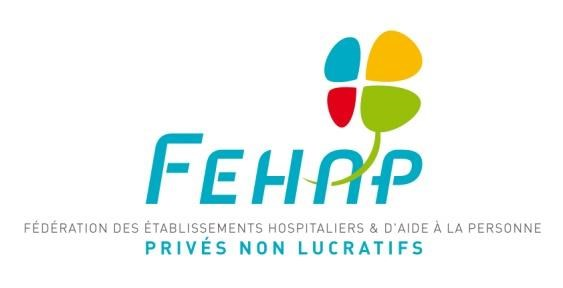 FEHAP
FÉDÉRATION DES ÉTABLISSEMENTS HOSPITALIERS & D'AIDE À LA PERSONNE
PRIVÉS NON LUCRATIFS